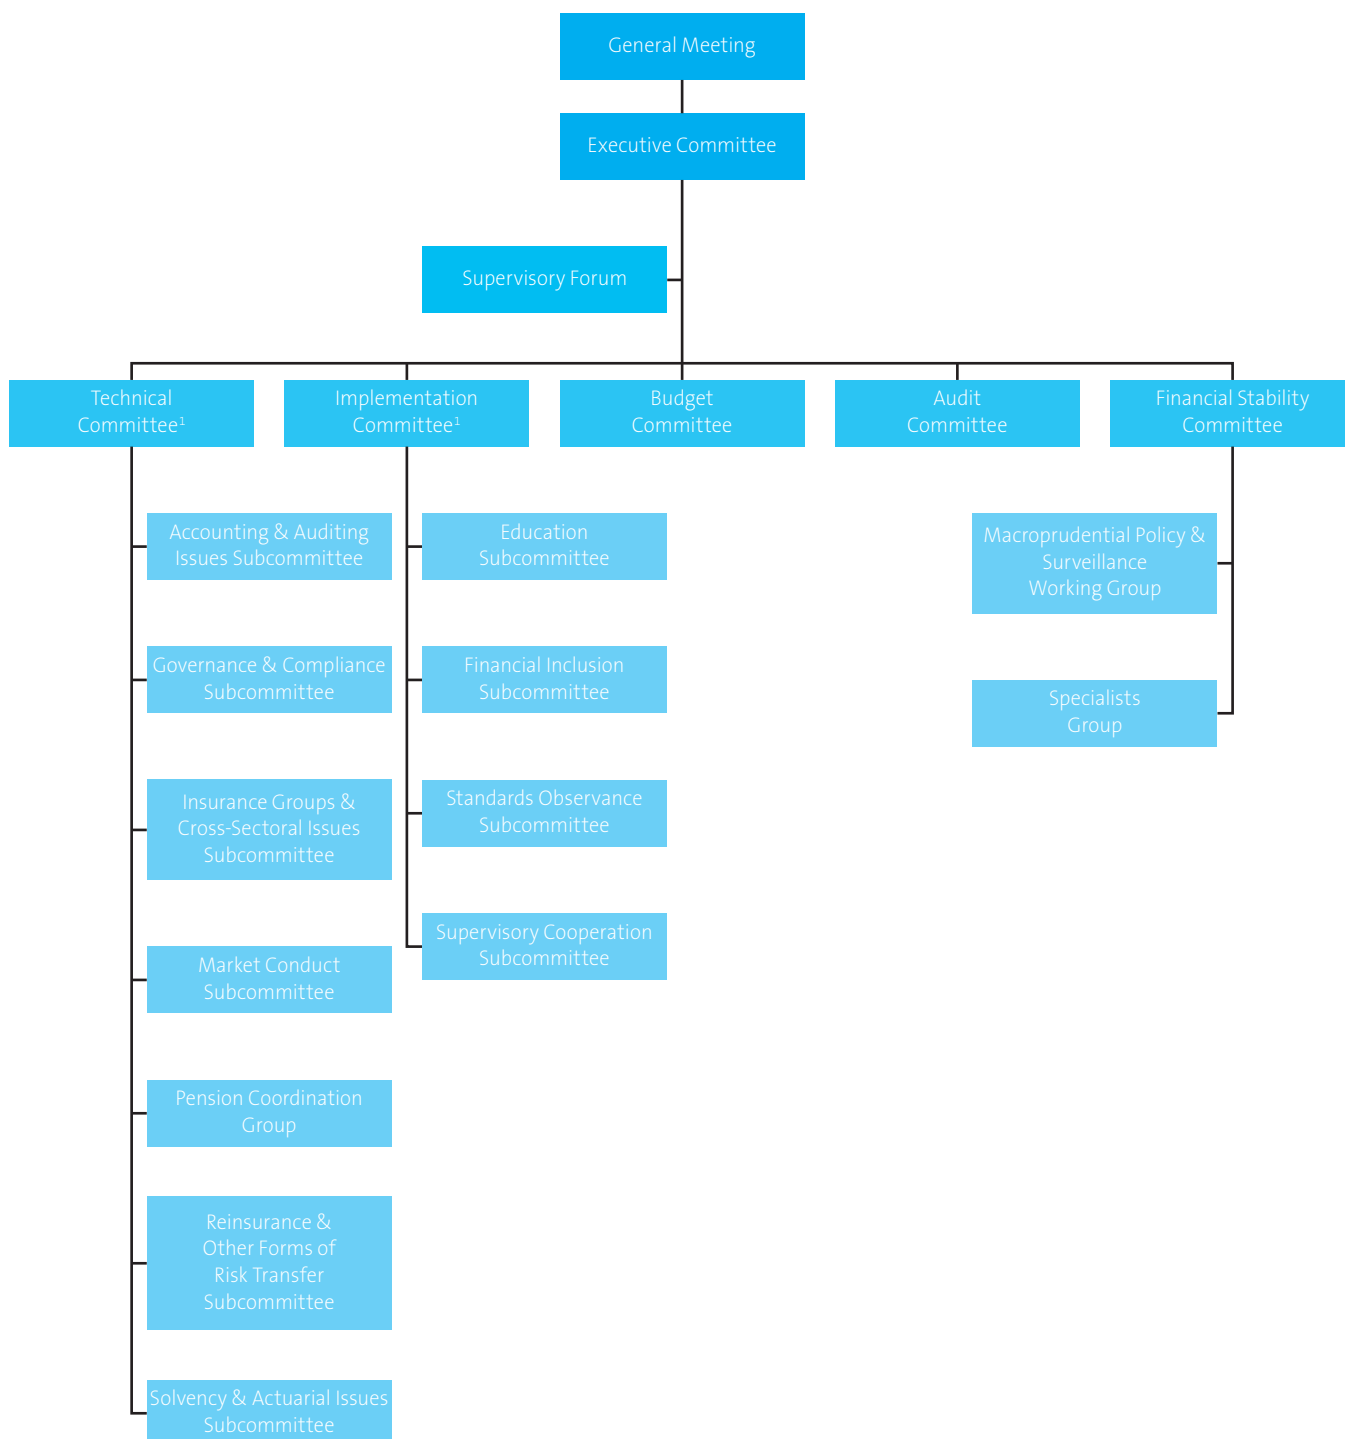 General Meeting
Executive Committee
Supervisory Forum
Technical
Committee¹
Implementation
Committee¹
Budget
Committee
Audit
Committee
Financial Stability
Committee
Accounting & Auditing
Issues Subcommittee
Governance & Compliance
Subcommittee
Insurance Groups &
Cross-Sectoral Issues
Subcommittee
Market Conduct
Subcommittee
Pension Coordination
Group
Reinsurance &
Other Forms of
Risk Transfer
Subcommittee
Solvency & Actuarial Issues
Subcommittee
Education
Subcommittee
Financial Inclusion
Subcommittee
Standards Observance
Subcommittee
Supervisory Cooperation
Subcommittee
Macroprudential Policy &
Surveillance
Working Group
Specialists
Group